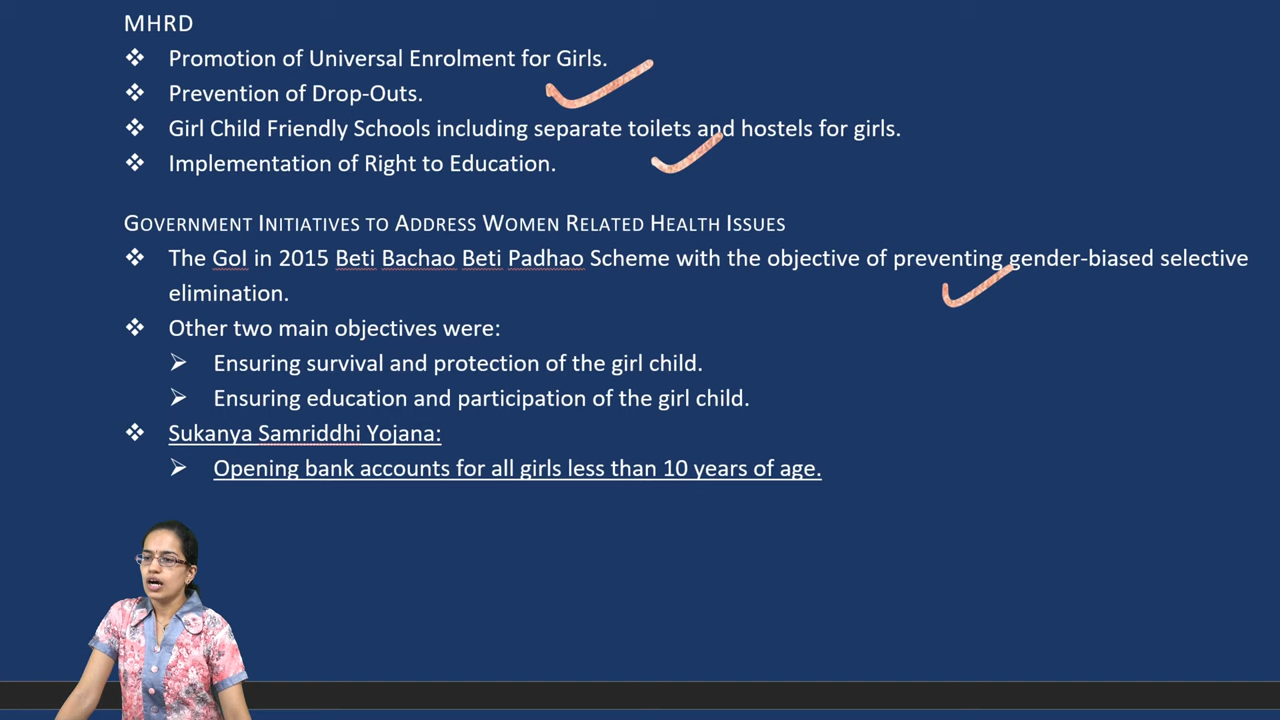 MHRD
❖ Promotion of Universal Enrolment for Girls.
❖ Prevention of Drop-Outs.
❖ Girl Child Friendly Schools including separate toilets and hostels for girls.
❖ Implementation of Right to Education.
GOVERNMENT INITIATIVES TO ADDRESS WOMEN RELATED HEALTH ISSUES
❖ The GoI in 2015 Beti Bachao Beti Padhao Scheme with the objective of preventing gender-biased selective
elimination.
❖ Other two main objectives were:
➢ Ensuring survival and protection of the girl child.
➢ Ensuring education and participation of the girl child.
❖ Sukanya Samriddhi Yojana:
➢ Opening bank accounts for all girls less than 10 years of age.